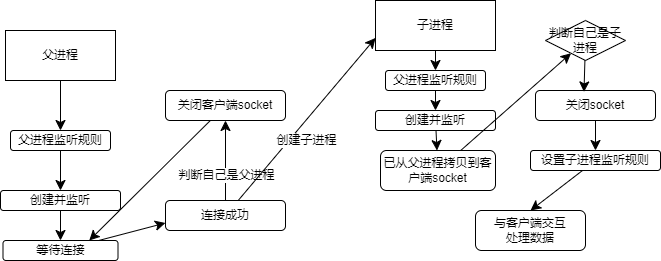 父进程
父进程监听规则
创建并监听
等待连接
关闭客户端socket
判断自己是父进程
连接成功
创建子进程
子进程
父进程监听规则
创建并监听
已从父进程拷贝到客
户端socket
判断自己是子
进程
关闭socket
设置子进程监听规则
与客户端交互
处理数据